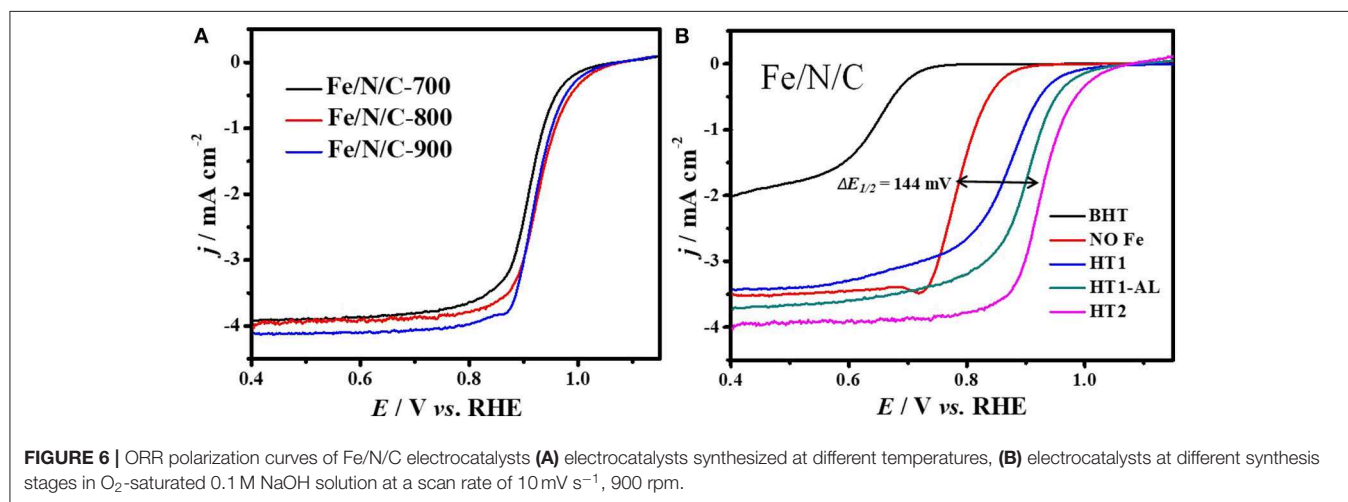 A
0
-1
-2
-3
-4
j / mA cm⁻²
Fe/N/C-700
Fe/N/C-800
Fe/N/C-900
0.4 0.6 0.8 1.0
E / V vs. RHE
B
0
-1
-2
-3
-4
j / mA cm⁻²
Fe/N/C
ΔE1/2 = 144 mV
BHT
NO Fe
HT1
HT1-AL
HT2
0.4 0.6 0.8 1.0
E / V vs. RHE
FIGURE 6 | ORR polarization curves of Fe/N/C electrocatalysts (A) electrocatalysts synthesized at different temperatures, (B) electrocatalysts at different synthesis
stages in O₂-saturated 0.1 M NaOH solution at a scan rate of 10 mV s⁻¹, 900 rpm.